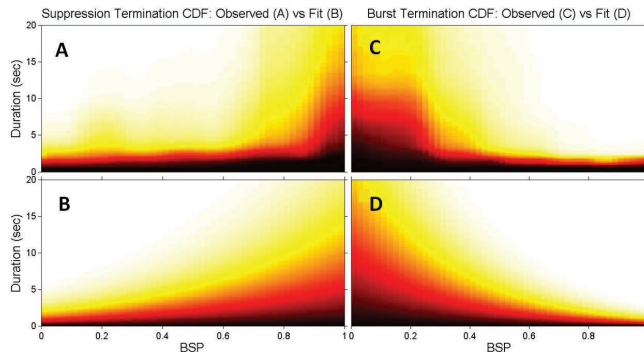 Suppression Termination CDF: Observed (A) vs Fit (B)
Burst Termination CDF: Observed (C) vs Fit (D)
20
15
10
5
0
Duration (sec)
A
C
20
15
10
5
0
Duration (sec)
B
D
0 0.2 0.4 0.6 0.8 1 0 0.2 0.4 0.6 0.8
BSP BSP